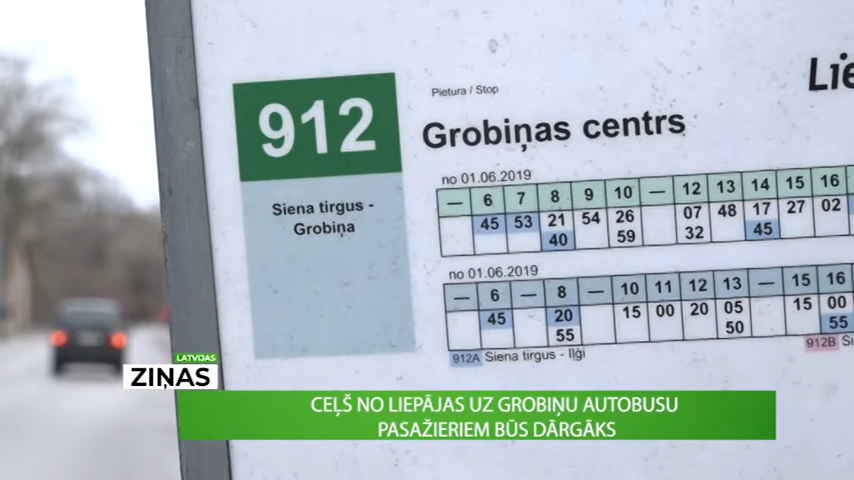 Lie
Pietura / Stop
912
Grobiņas centrs
Siena tirgus -
Grobiņa
no 01.06.2019
— 6 7 8 9 10 — 12 13 14 15 16
45 53 21 54 26 07 48 17 27 02
40 59 32 45
no 01.06.2019
— 6 — 8 — 10 11 12 13 — 15 16
45 20 15 00 20 05 15 00
55 50 55
912A Siena tirgus - Iļģi
912B Si
LATVIJAS
ZIŅAS
CEĻŠ NO LIEPĀJAS UZ GROBIŅU AUTOBUSU
PASAŽIERIEM BŪS DĀRGĀKS